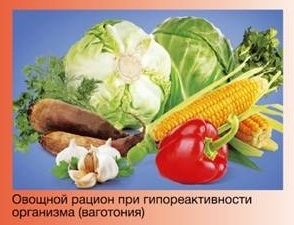 Овощной рацион при гипореактивности
организма (ваготония)